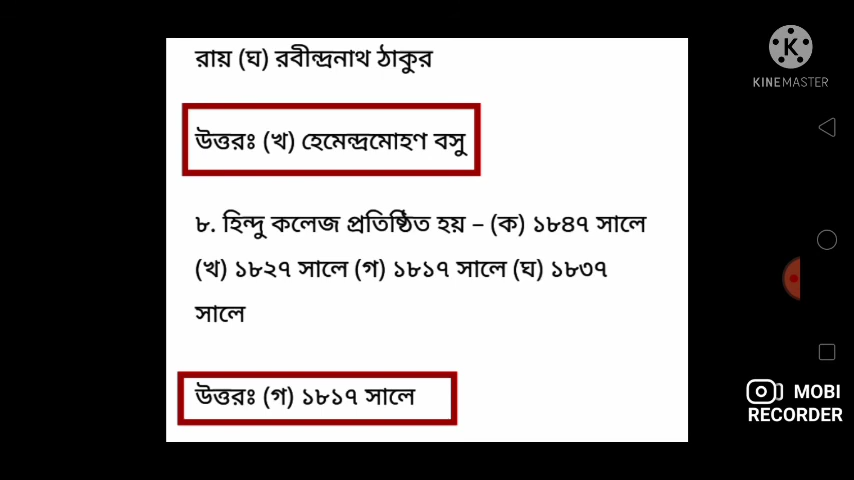 রায় (ঘ) রবীন্দ্রনাথ ঠাকুর
উত্তরঃ (খ) হেমেন্দ্রমোহণ বসু
৮. হিন্দু কলেজ প্রতিষ্ঠিত হয় – (ক) ১৮৪৭ সালে
(খ) ১৮২৭ সালে (গ) ১৮১৭ সালে (ঘ) ১৮৩৭
সালে
উত্তরঃ (গ) ১৮১৭ সালে
K
KINEMASTER
MOBI
RECORDER